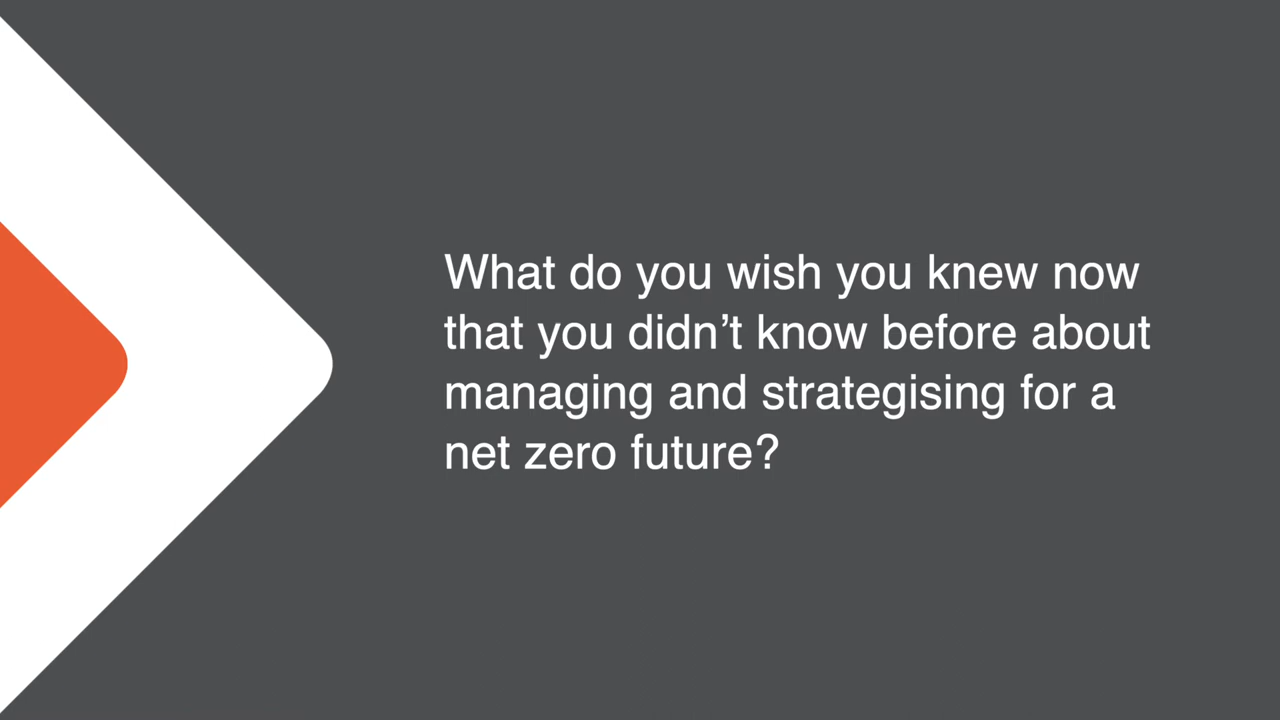 What do you wish you knew now
that you didn’t know before about
managing and strategising for a
net zero future?